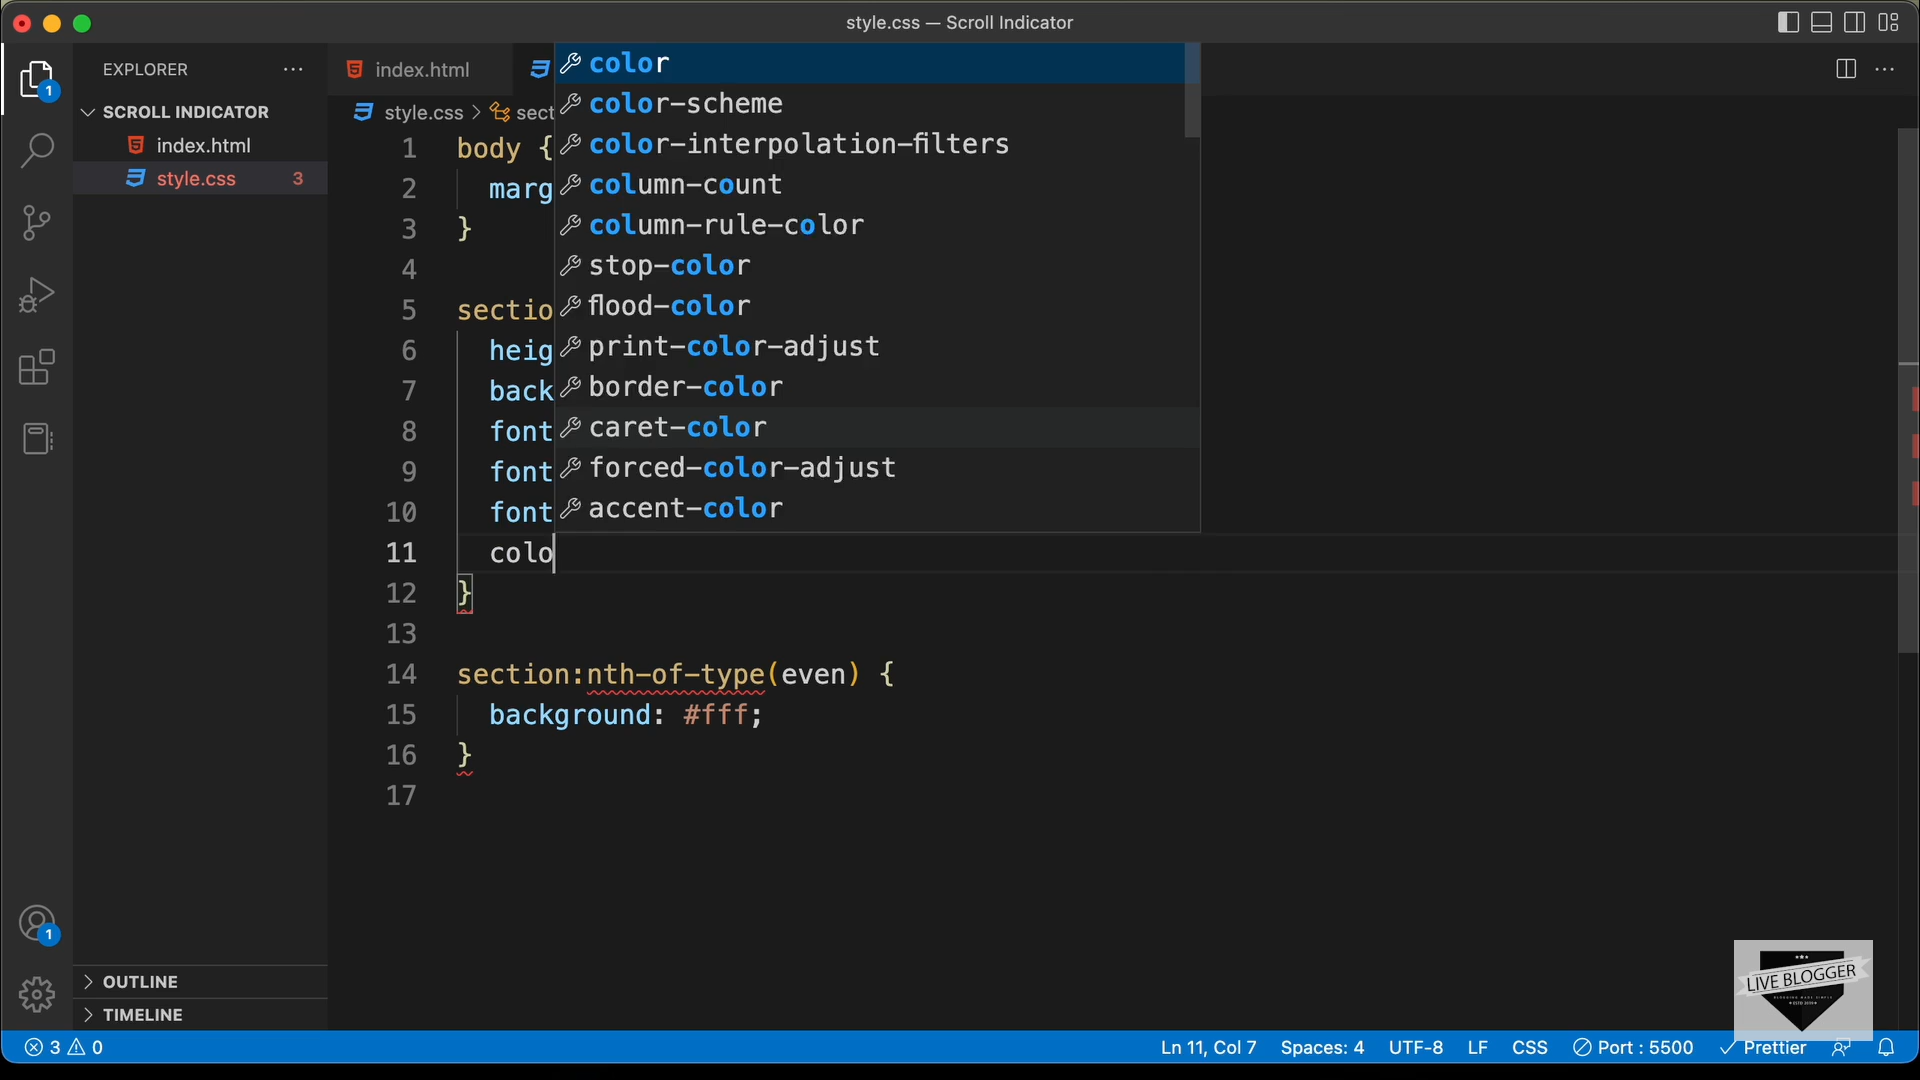 style.css — Scroll Indicator
EXPLORER
SCROLL INDICATOR
index.html
style.css 3
1
index.html
style.css > sect
1 body {
2 marg
3 }
4
5 sectio
6 heig
7 back
8 font
9 font
10 font
11 colo
12 }
13
14 section:nth-of-type(even) {
15 background: #fff;
16 }
17
color
color-scheme
color-interpolation-filters
column-count
column-rule-color
stop-color
flood-color
print-color-adjust
border-color
caret-color
forced-color-adjust
accent-color
1
OUTLINE
TIMELINE
LIVE BLOGGER
3 0
Ln 11, Col 7 Spaces: 4 UTF-8 LF CSS Port : 5500 Prettier